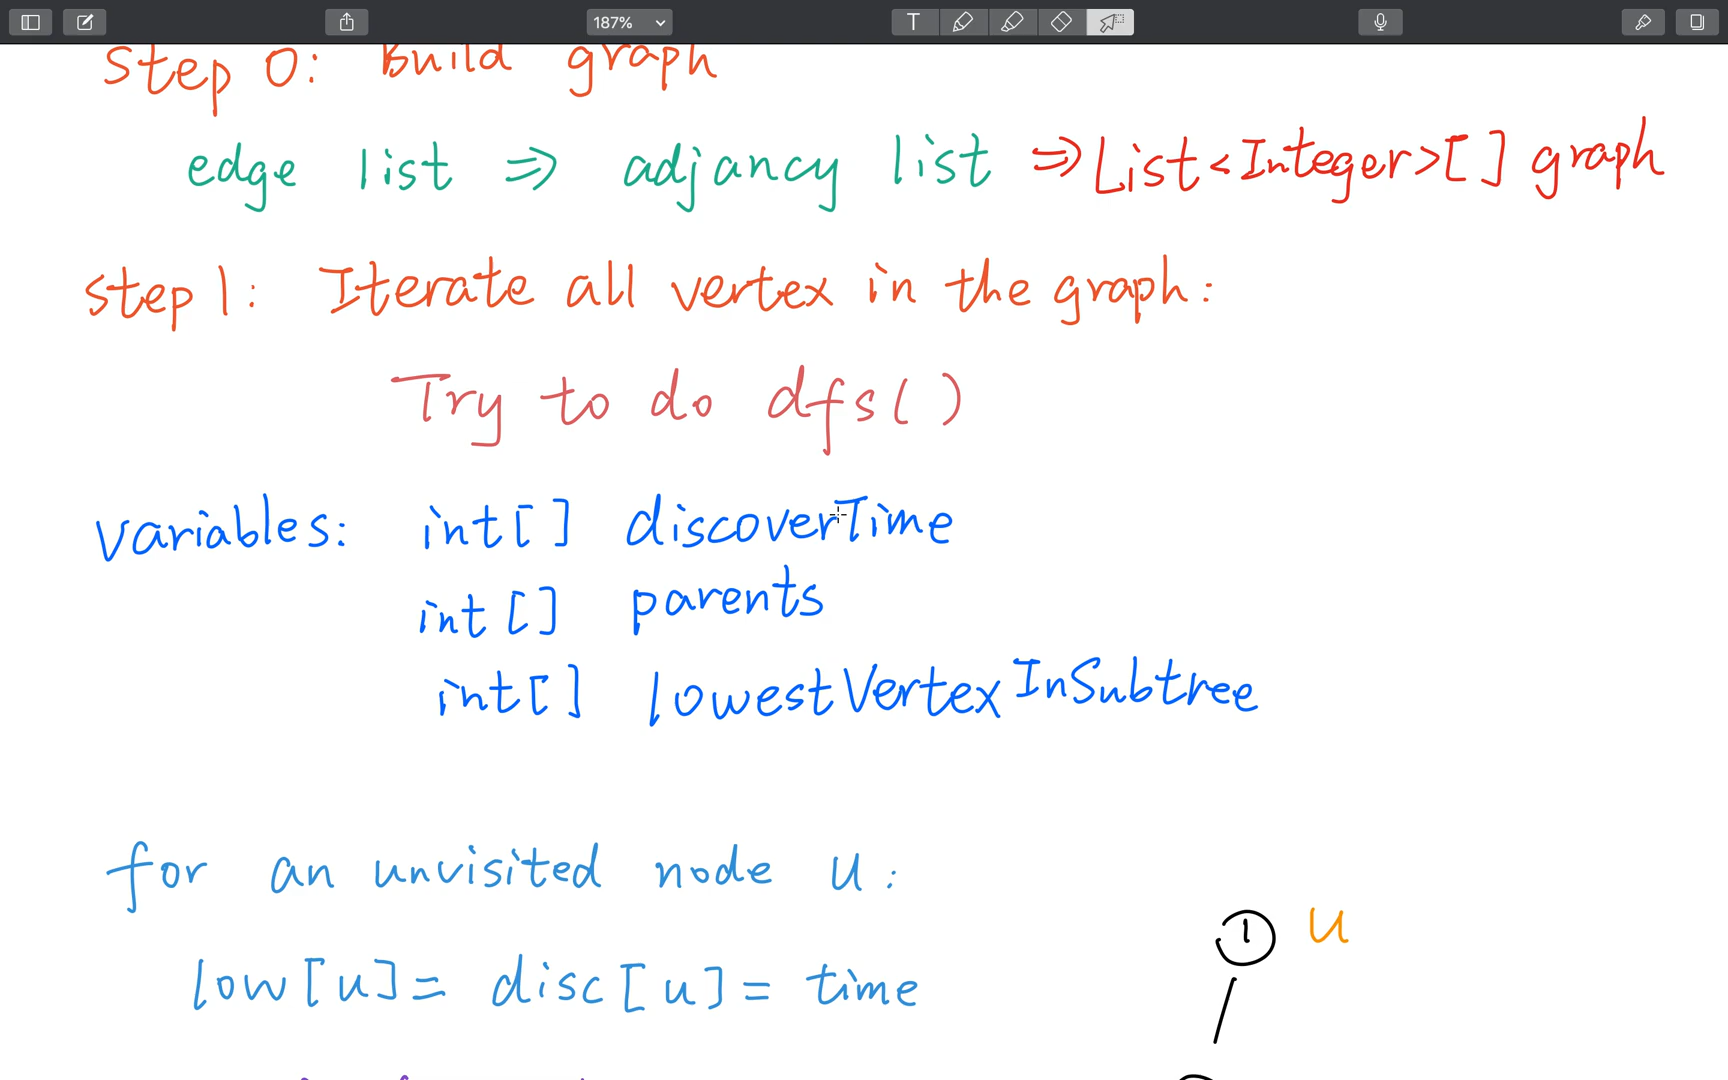 187%
T
Step 0: Build graph
edge list ⇒ adjancy list ⇒ List<Integer>[] graph
Step 1: Iterate all vertex in the graph:
Try to do dfs()
variables: int[] discoverTime
int[] parents
int[] lowestVertexInSubtree
for an unvisited node u:
1 u
low[u] = disc[u] = time